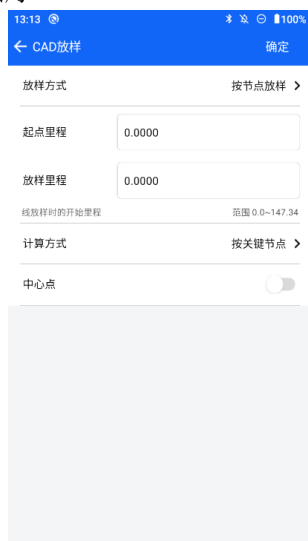 13:13 100%
CAD放样 确定
放样方式 按节点放样
起点里程 0.0000
放样里程 0.0000
线放样时的开始里程 范围 0.0~147.34
计算方式 按关键节点
中心点